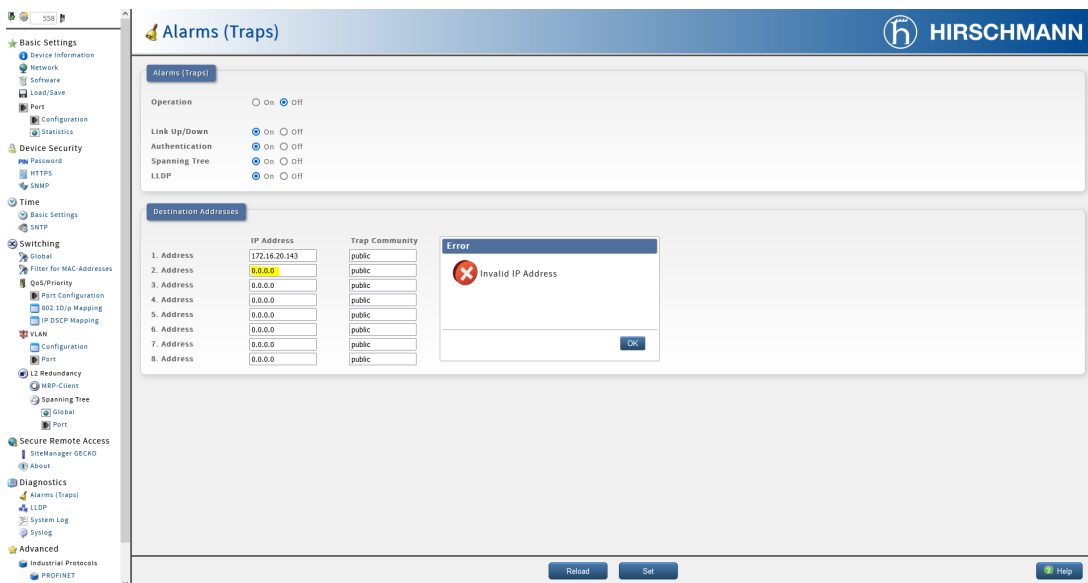 558
Basic Settings
Device Information
Network
Software
Load/Save
Port
Configuration
Statistics
Device Security
PIN Password
HTTPS
SNMP
Time
Basic Settings
SNTP
Switching
Global
Filter for MAC-Addresses
QoS/Priority
Port Configuration
802.1D/p Mapping
IP DSCP Mapping
VLAN
Configuration
Port
L2 Redundancy
MRP-Client
Spanning Tree
Global
Port
Secure Remote Access
SiteManager GECKO
About
Diagnostics
Alarms (Traps)
LLDP
System Log
Syslog
Advanced
Industrial Protocols
PROFINET
Alarms (Traps)
HIRSCHMANN
Alarms (Traps)
Operation On Off
Link Up/Down On Off
Authentication On Off
Spanning Tree On Off
LLDP On Off
Destination Addresses
IP Address Trap Community
1. Address 172.16.20.143 public
2. Address 0.0.0.0 public
3. Address 0.0.0.0 public
4. Address 0.0.0.0 public
5. Address 0.0.0.0 public
6. Address 0.0.0.0 public
7. Address 0.0.0.0 public
8. Address 0.0.0.0 public
Error
Invalid IP Address
OK
Reload Set Help